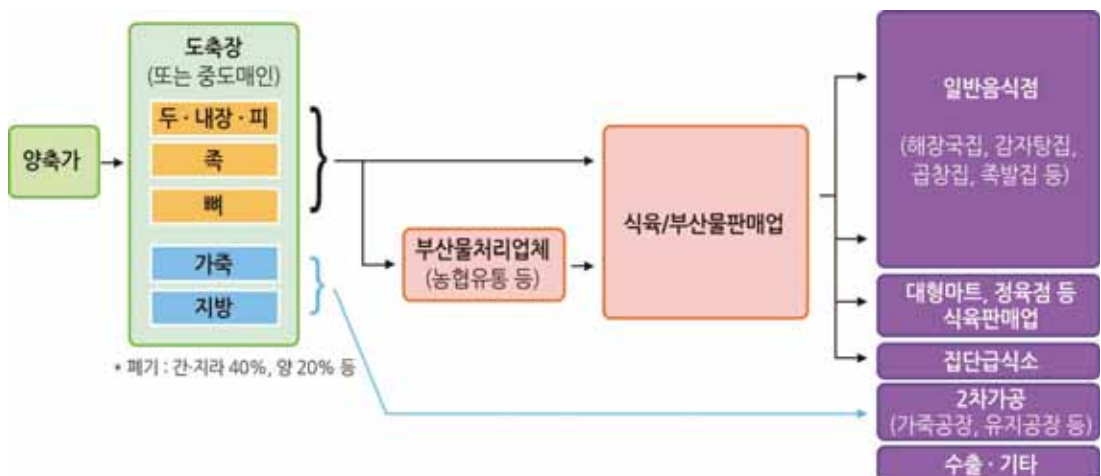 양축가
도축장
(또는 중도매인)
두·내장·피
족
뼈
가죽
지방
* 폐기 : 간·지라 40%, 양 20% 등
부산물처리업체
(농협유통 등)
식육/부산물판매업
일반음식점
(해장국집, 감자탕집,
곱창집, 족발집 등)
대형마트, 정육점 등
식육판매업
집단급식소
2차가공
(가죽공장, 유지공장 등)
수출·기타